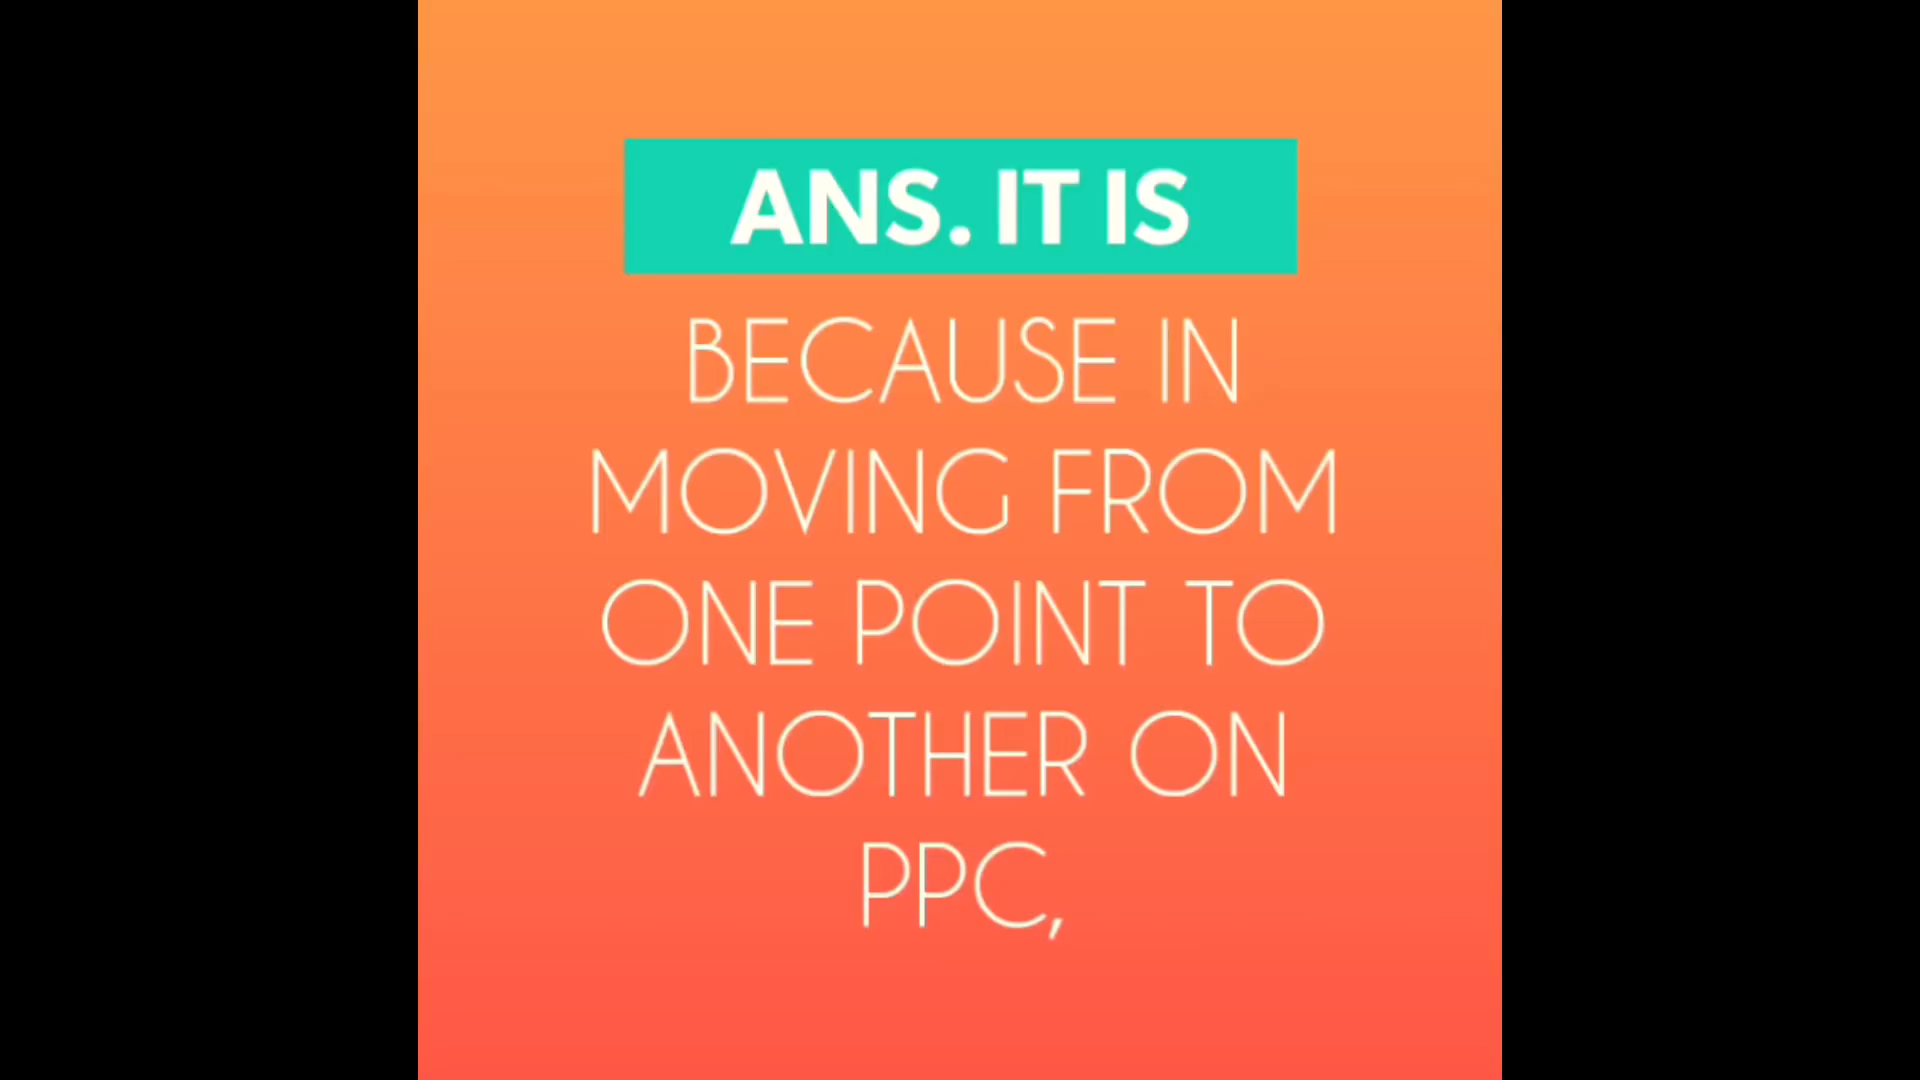 ANS. IT IS
BECAUSE IN
MOVING FROM
ONE POINT TO
ANOTHER ON
PPC,